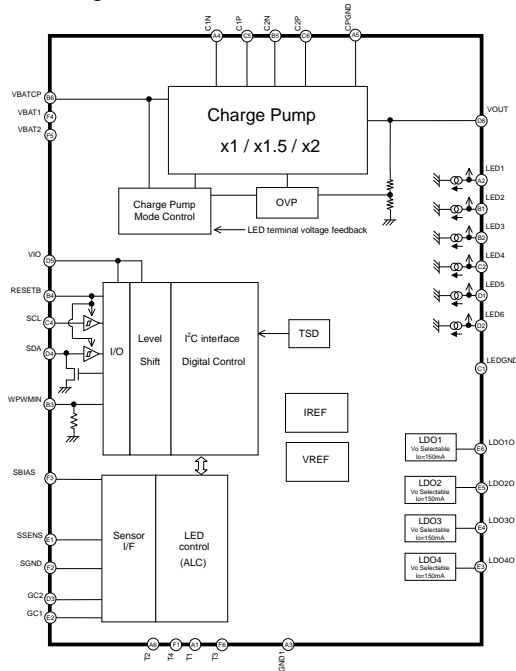 C1N
C1P
C2N
C2P
CPGND
A4
C5
B5
C6
A5
VBATCP
B6
VBAT1
F4
VBAT2
F5
Charge Pump
x1 / x1.5 / x2
VOUT
D6
Charge Pump
Mode Control
OVP
LED terminal voltage feedback
LED1
A2
LED2
B1
LED3
B2
LED4
C2
LED5
D1
LED6
D2
LEDGND
C1
VIO
D5
RESETB
B4
SCL
C4
SDA
D4
WPWMIN
B3
I/O
Level
Shift
I2C interface
Digital Control
TSD
IREF
VREF
LDO1
Vo Selectable
Io=150mA
E6
LDO1O
LDO2
Vo Selectable
Io=150mA
E5
LDO2O
LDO3
Vo Selectable
Io=150mA
E4
LDO3O
LDO4
Vo Selectable
Io=150mA
E3
LDO4O
SBIAS
F3
SSENS
E1
SGND
F2
GC2
D3
GC1
E2
Sensor
I/F
LED
control
(ALC)
A6
F1
A1
F6
A3
T2
T4
T1
T3
GND1